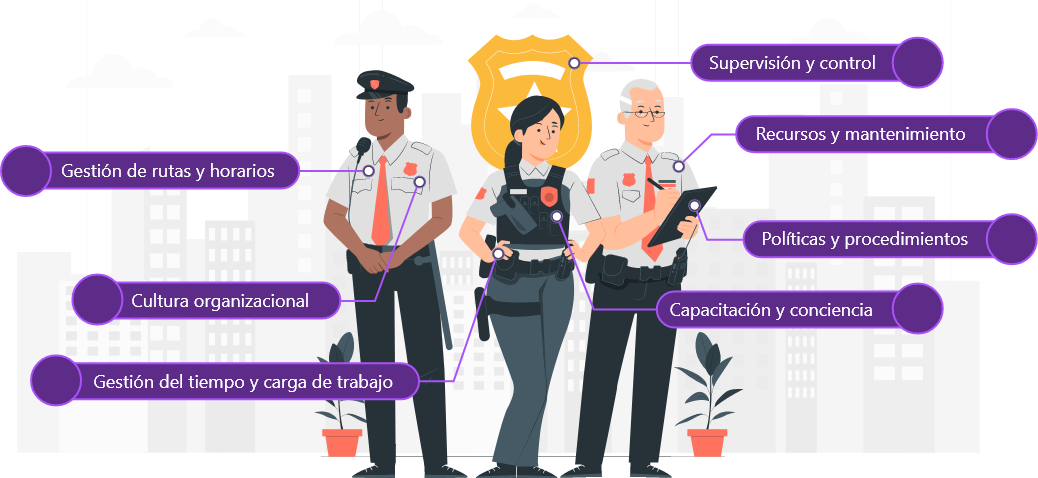 Supervisión y control
Recursos y mantenimiento
Gestión de rutas y horarios
Políticas y procedimientos
Cultura organizacional
Capacitación y conciencia
Gestión del tiempo y carga de trabajo